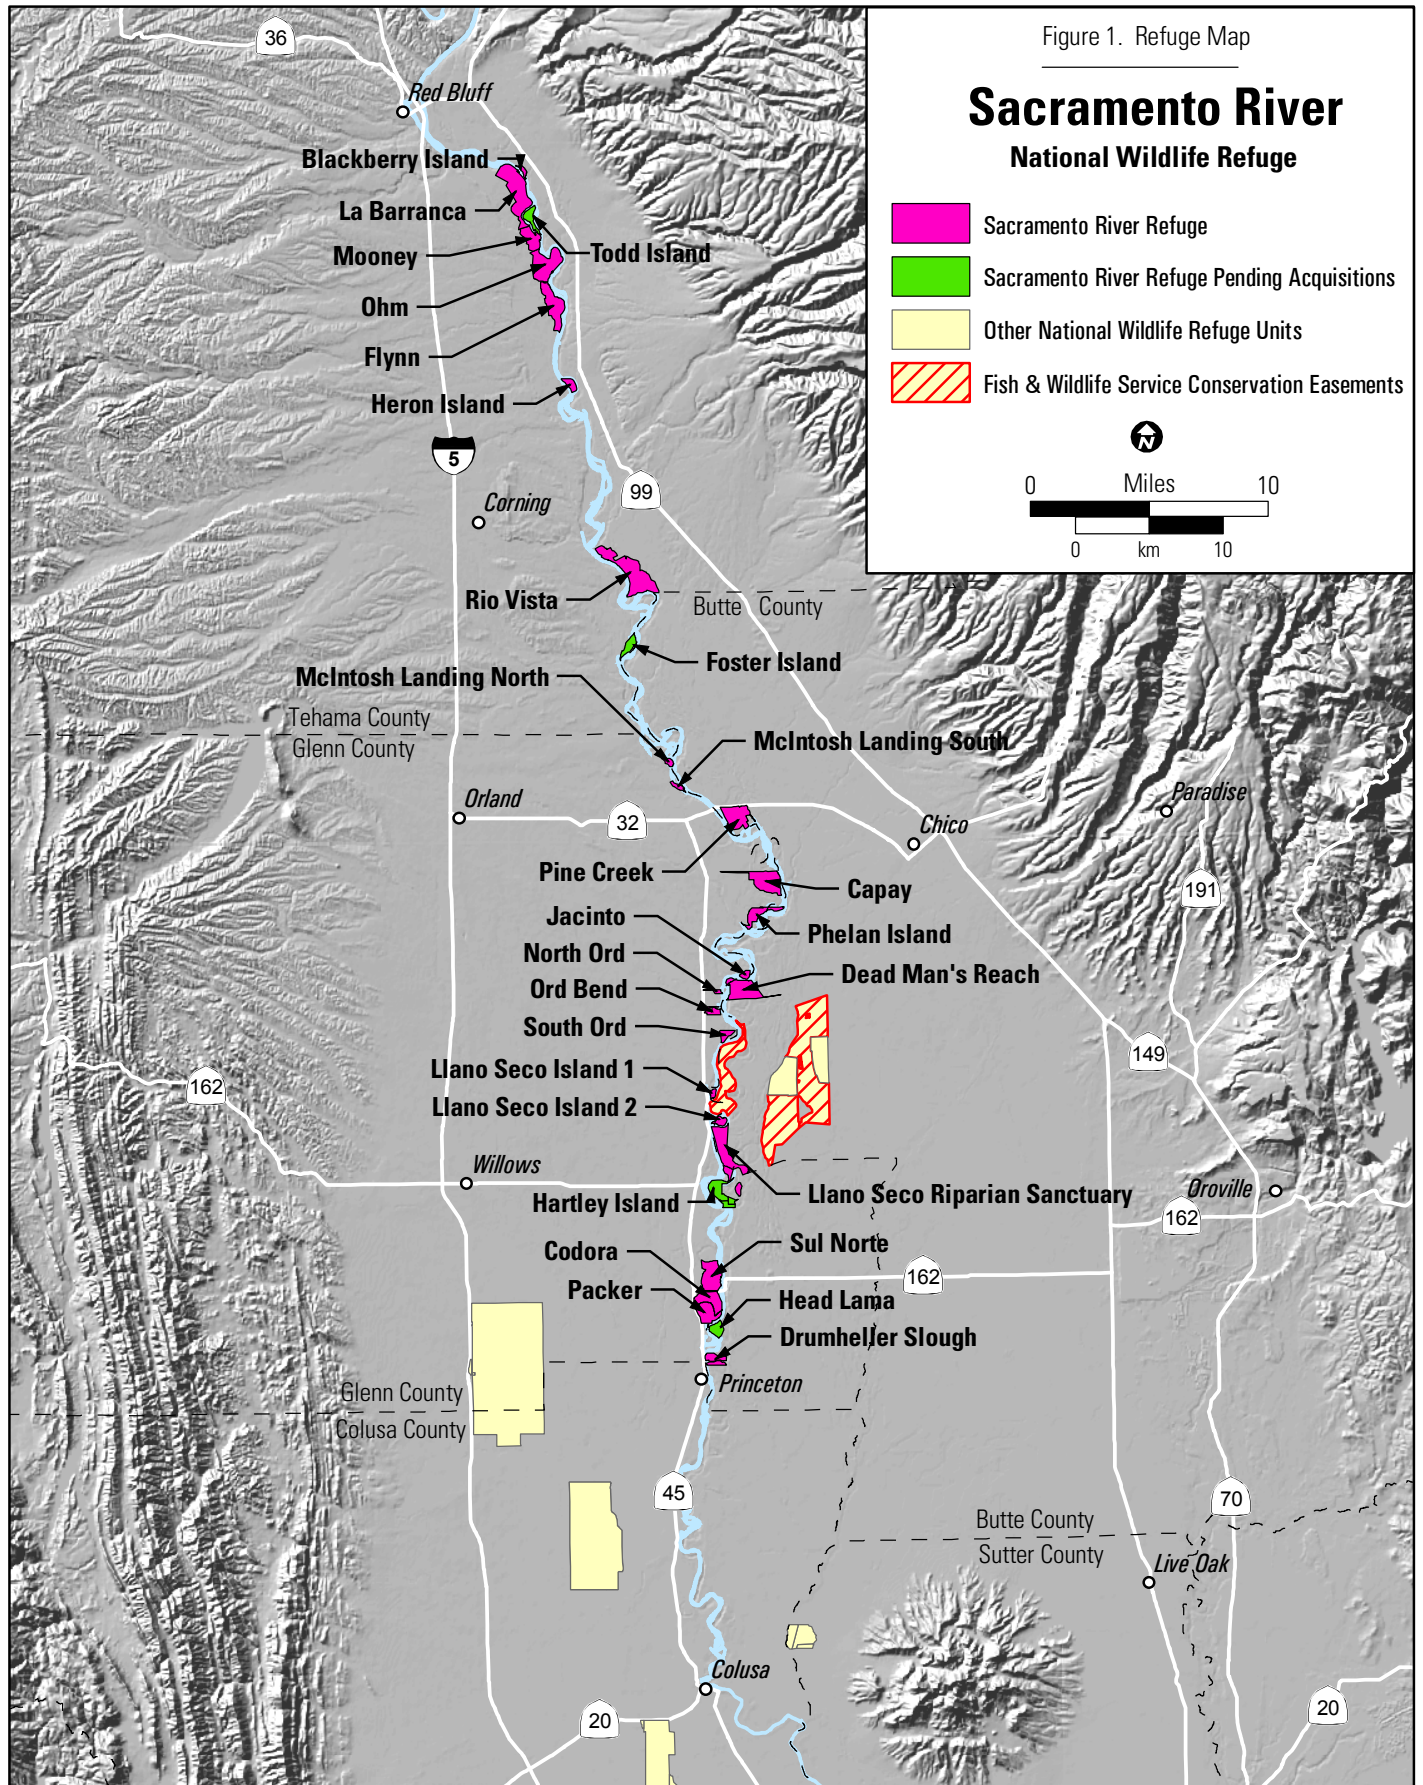 Figure 1. Refuge Map
Sacramento River
National Wildlife Refuge
Sacramento River Refuge
Sacramento River Refuge Pending Acquisitions
Other National Wildlife Refuge Units
Fish & Wildlife Service Conservation Easements
N
0 Miles 10
0 km 10
36
Red Bluff
Blackberry Island
La Barranca
Mooney
Todd Island
Ohm
Flynn
Heron Island
5
99
Corning
Rio Vista
Butte County
Foster Island
McIntosh Landing North
Tehama County
Glenn County
McIntosh Landing South
Orland
32
Paradise
Chico
Pine Creek
Capay
191
Jacinto
Phelan Island
North Ord
Dead Man's Reach
Ord Bend
South Ord
149
Llano Seco Island 1
162
Llano Seco Island 2
Willows
Hartley Island
Llano Seco Riparian Sanctuary
Oroville
162
Sul Norte
Codora
162
Packer
Head Lama
Drumheller Slough
Princeton
Glenn County
Colusa County
45
70
Butte County
Sutter County
Live Oak
Colusa
20
20